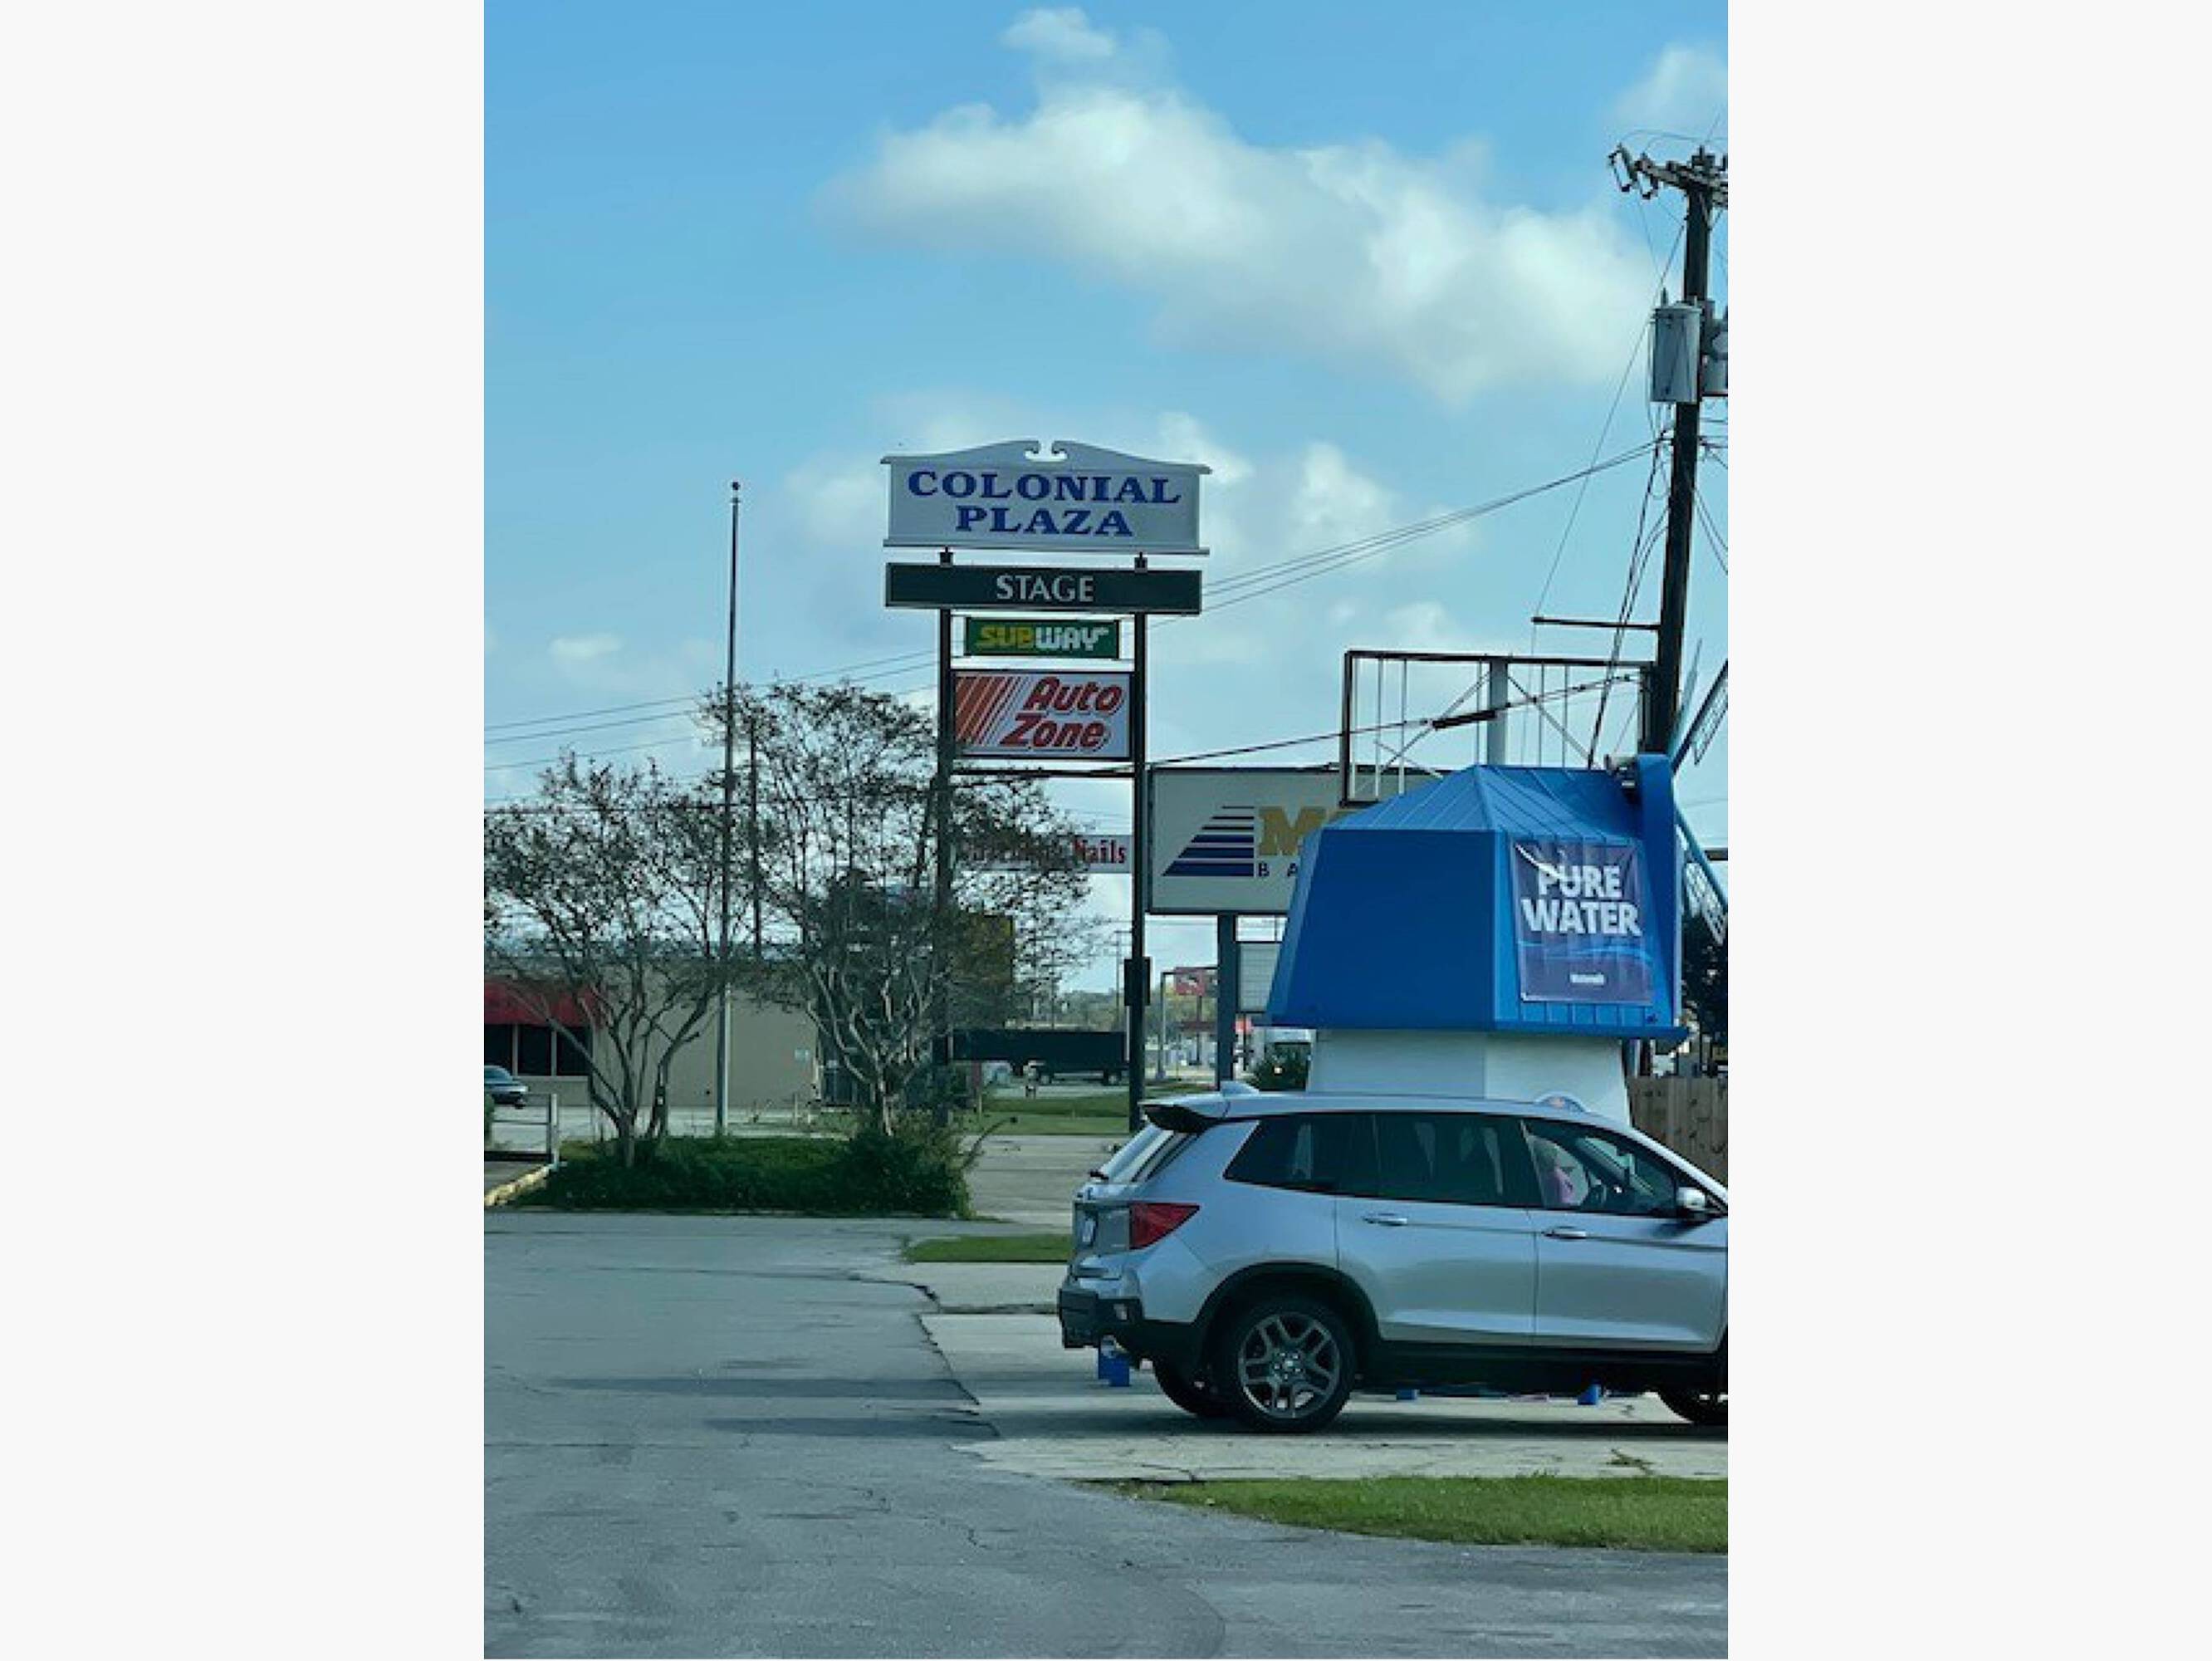 COLONIAL
PLAZA
STAGE
SUBWAY
Auto
Zone
Nails
PURE
WATER